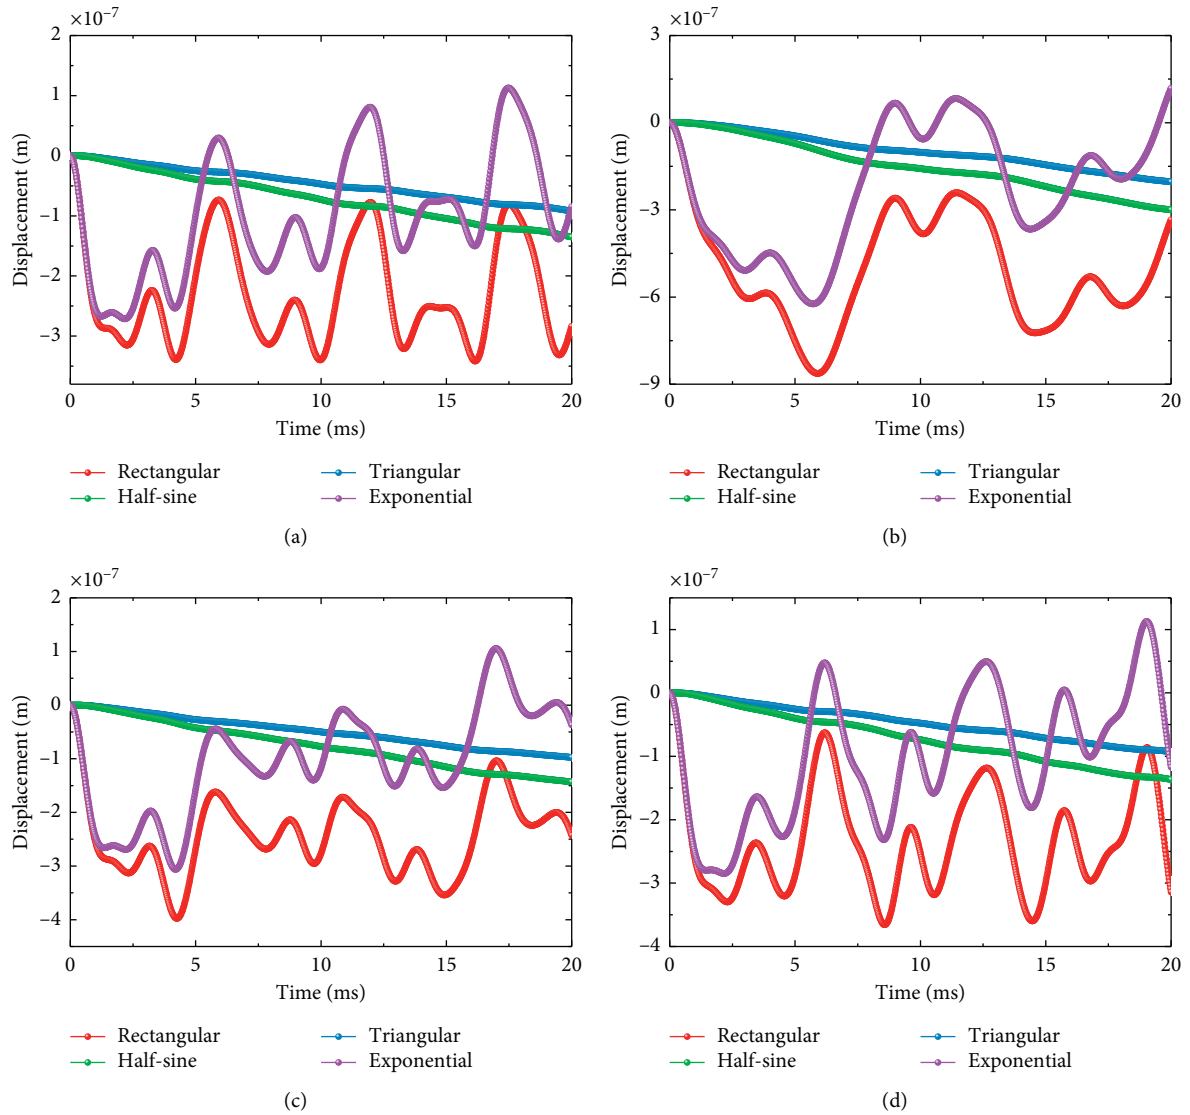 ×10⁻⁷
2
1
0
−1
−2
−3
Displacement (m)
0 5 10 15 20
Time (ms)
Rectangular Triangular
Half-sine Exponential
(a)
×10⁻⁷
3
0
−3
−6
−9
Displacement (m)
0 5 10 15 20
Time (ms)
Rectangular Triangular
Half-sine Exponential
(b)
×10⁻⁷
2
1
0
−1
−2
−3
−4
Displacement (m)
0 5 10 15 20
Time (ms)
Rectangular Triangular
Half-sine Exponential
(c)
×10⁻⁷
1
0
−1
−2
−3
−4
Displacement (m)
0 5 10 15 20
Time (ms)
Rectangular Triangular
Half-sine Exponential
(d)